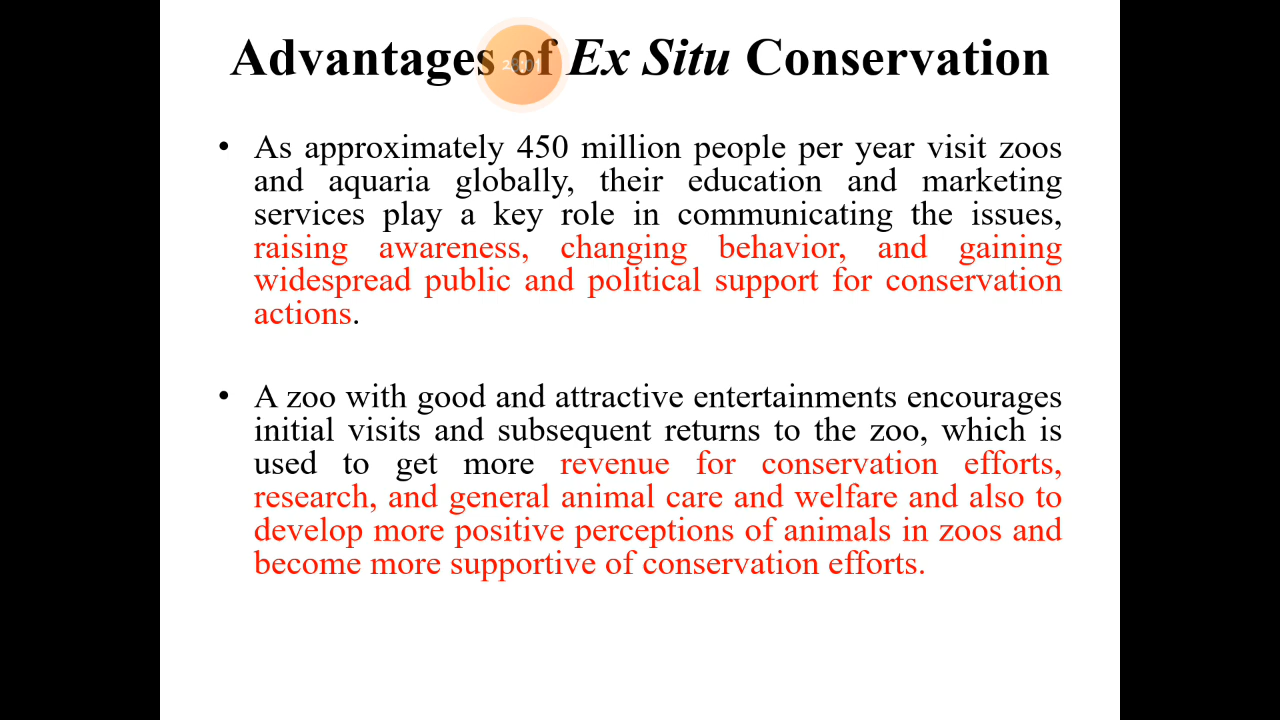 Advantages of Ex Situ Conservation
• As approximately 450 million people per year visit zoos
and aquaria globally, their education and marketing
services play a key role in communicating the issues,
raising awareness, changing behavior, and gaining
widespread public and political support for conservation
actions.
• A zoo with good and attractive entertainments encourages
initial visits and subsequent returns to the zoo, which is
used to get more revenue for conservation efforts,
research, and general animal care and welfare and also to
develop more positive perceptions of animals in zoos and
become more supportive of conservation efforts.